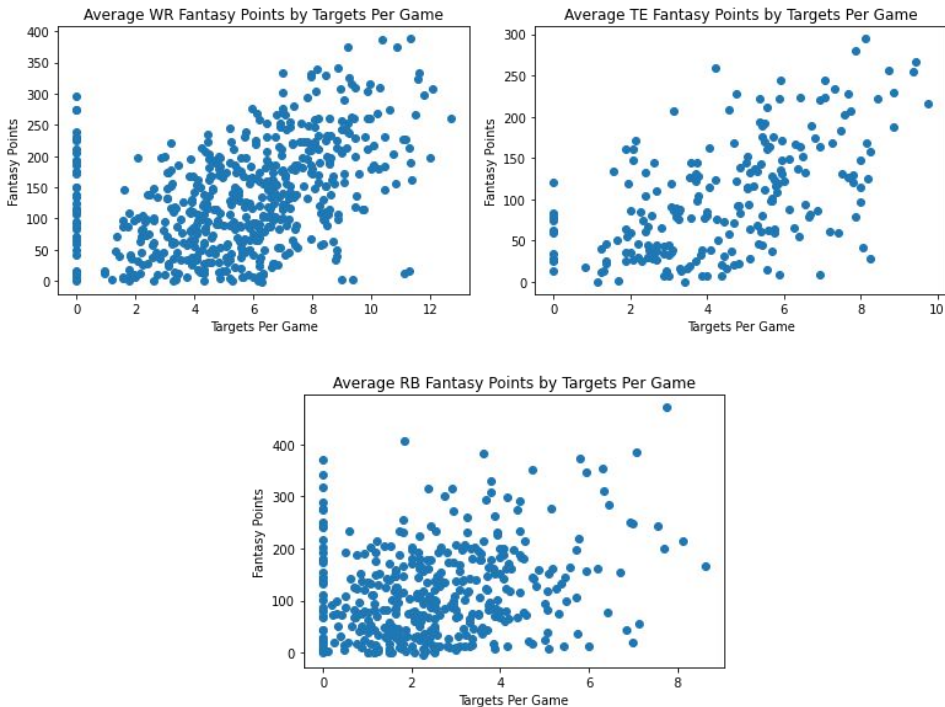 Average WR Fantasy Points by Targets Per Game
400
350
300
250
200
150
100
50
0
Fantasy Points
0 2 4 6 8 10 12
Targets Per Game
Average TE Fantasy Points by Targets Per Game
300
250
200
150
100
50
0
Fantasy Points
0 2 4 6 8 10
Targets Per Game
Average RB Fantasy Points by Targets Per Game
400
300
200
100
0
Fantasy Points
0 2 4 6 8
Targets Per Game